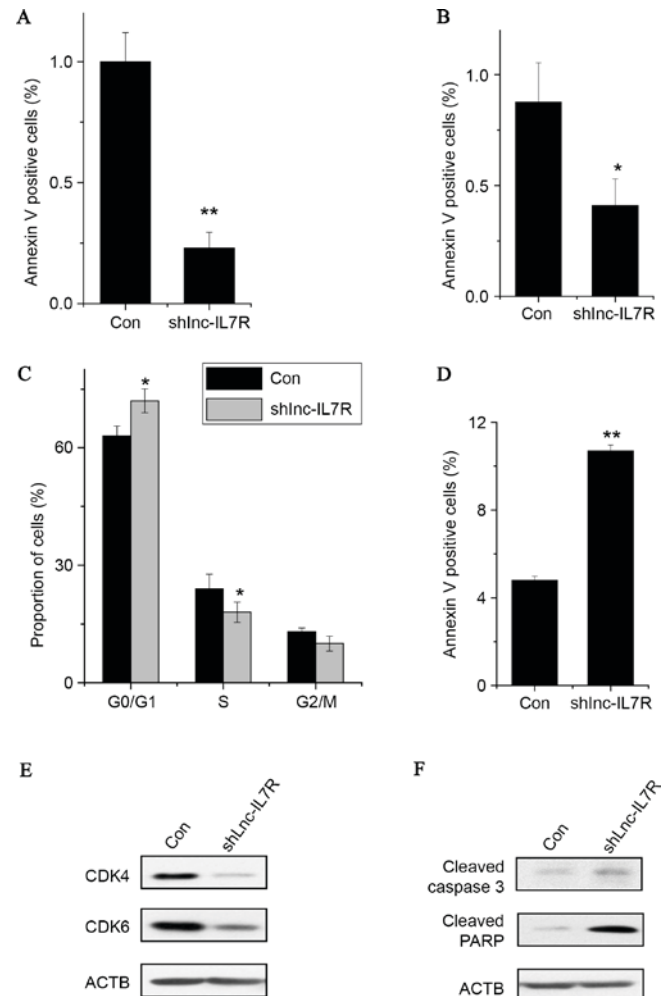 A
Annexin V positive cells (%)
1.0
0.5
0.0
Con
shlnc-IL7R
**
B
Annexin V positive cells (%)
1.0
0.5
0.0
Con
shlnc-IL7R
*
C
Proportion of cells (%)
60
30
0
G0/G1
S
G2/M
Con
shlnc-IL7R
*
*
D
Annexin V positive cells (%)
12
8
4
0
Con
shlnc-IL7R
**
E
Con
shLnc-IL7R
CDK4
CDK6
ACTB
F
Con
shLnc-IL7R
Cleaved
caspase 3
Cleaved
PARP
ACTB